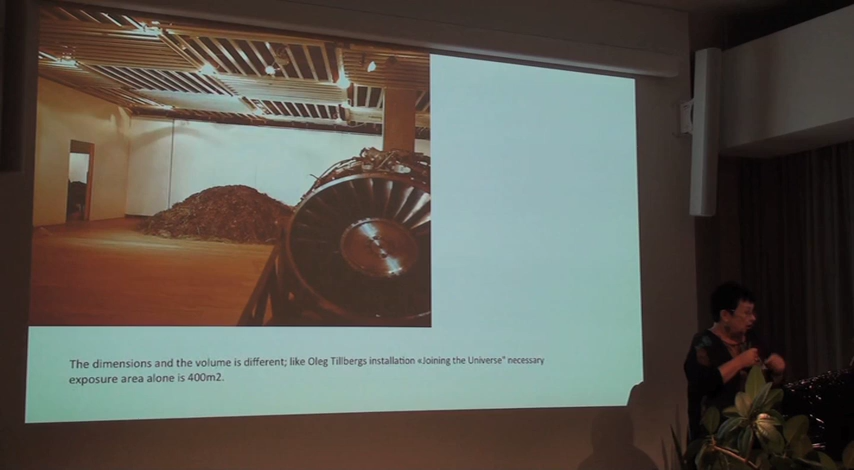 The dimensions and the volume is different; like Oleg Tillbergs installation «Joining the Universe" necessary
exposure area alone is 400m2.